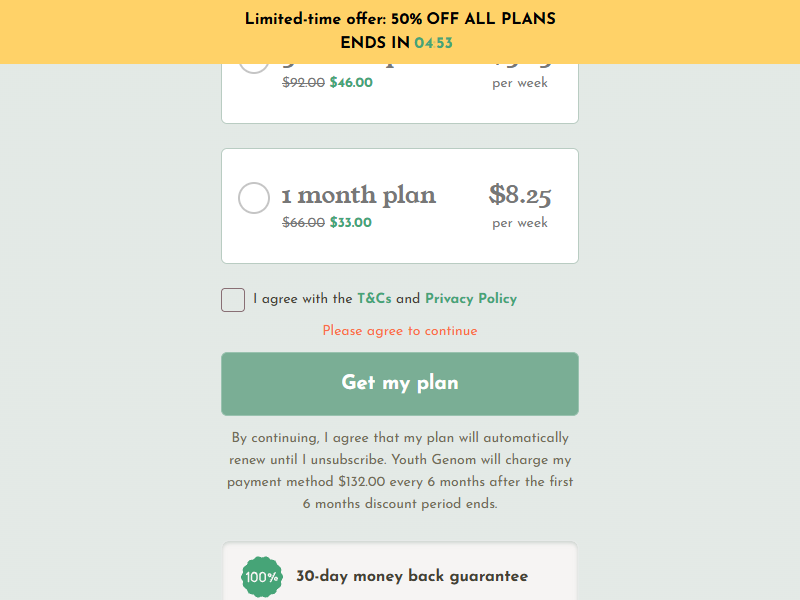 Limited-time offer: 50% OFF ALL PLANS
ENDS IN 04 53
$92.00 $46.00
per week
1 month plan
$8.25
$66.00 $33.00
per week
I agree with the T&Cs and Privacy Policy
Please agree to continue
Get my plan
By continuing, I agree that my plan will automatically
renew until I unsubscribe. Youth Genom will charge my
payment method $132.00 every 6 months after the first
6 months discount period ends.
100%
30-day money back guarantee